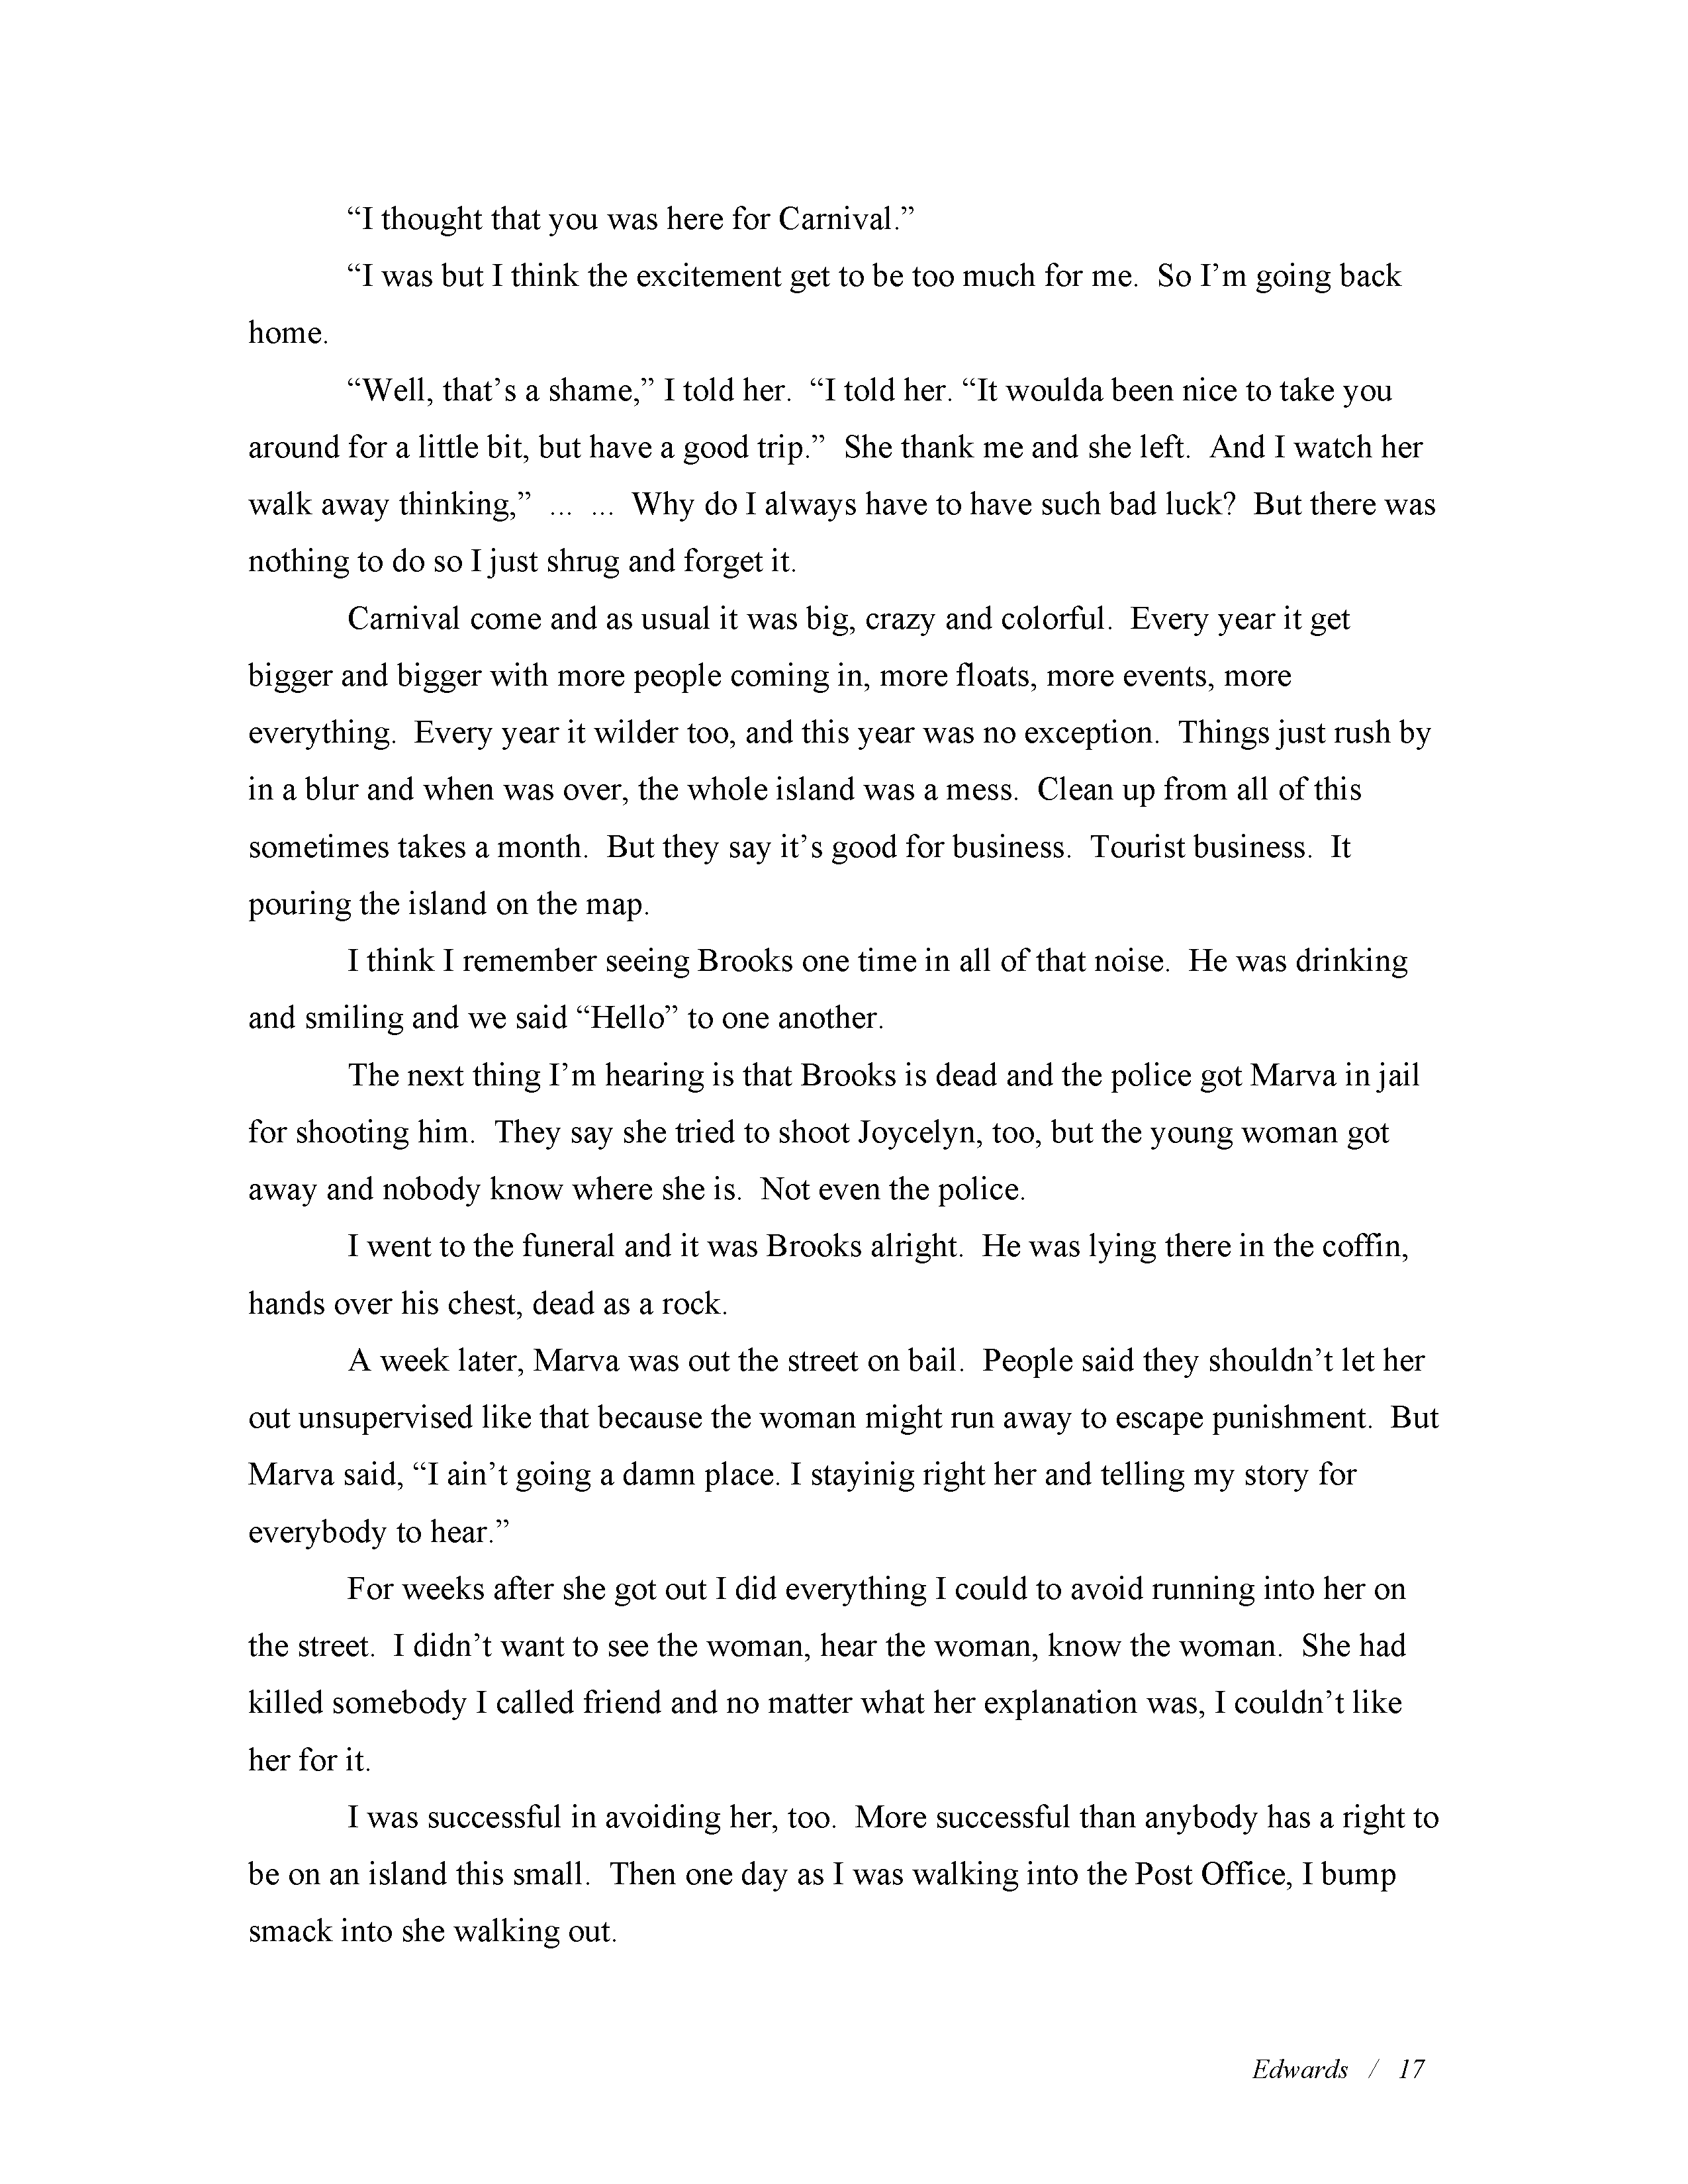 “I thought that you was here for Carnival.”
“I was but I think the excitement get to be too much for me.  So I’m going back
home.
“Well, that’s a shame,” I told her.  “I told her. “It woulda been nice to take you
around for a little bit, but have a good trip.”  She thank me and she left.  And I watch her
walk away thinking,”  ...  ...  Why do I always have to have such bad luck?  But there was
nothing to do so I just shrug and forget it.
Carnival come and as usual it was big, crazy and colorful.  Every year it get
bigger and bigger with more people coming in, more floats, more events, more
everything.  Every year it wilder too, and this year was no exception.  Things just rush by
in a blur and when was over, the whole island was a mess.  Clean up from all of this
sometimes takes a month.  But they say it’s good for business.  Tourist business.  It
pouring the island on the map.
I think I remember seeing Brooks one time in all of that noise.  He was drinking
and smiling and we said “Hello” to one another.
The next thing I’m hearing is that Brooks is dead and the police got Marva in jail
for shooting him.  They say she tried to shoot Joycelyn, too, but the young woman got
away and nobody know where she is.  Not even the police.
I went to the funeral and it was Brooks alright.  He was lying there in the coffin,
hands over his chest, dead as a rock.
A week later, Marva was out the street on bail.  People said they shouldn’t let her
out unsupervised like that because the woman might run away to escape punishment.  But
Marva said, “I ain’t going a damn place. I stayinig right her and telling my story for
everybody to hear.”
For weeks after she got out I did everything I could to avoid running into her on
the street.  I didn’t want to see the woman, hear the woman, know the woman.  She had
killed somebody I called friend and no matter what her explanation was, I couldn’t like
her for it.
I was successful in avoiding her, too.  More successful than anybody has a right to
be on an island this small.  Then one day as I was walking into the Post Office, I bump
smack into she walking out.
Edwards / 17